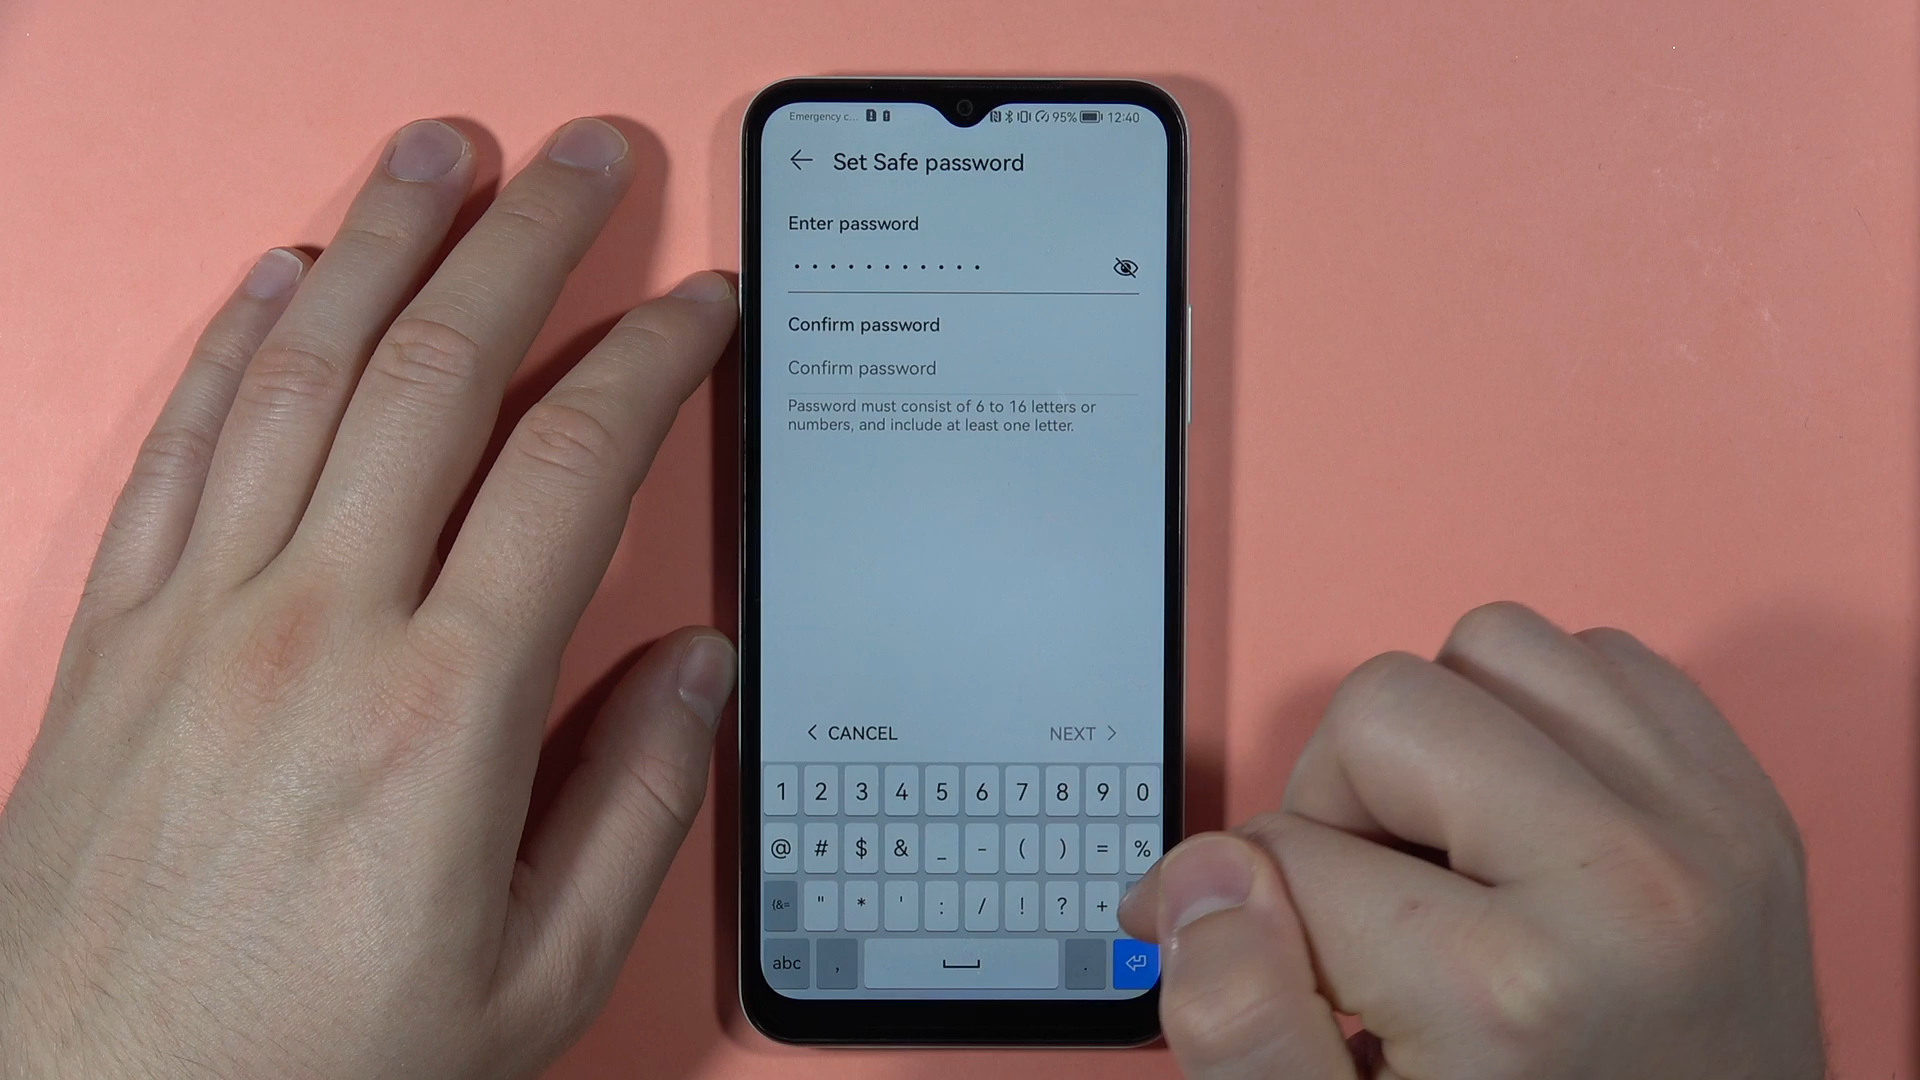 Emergency c... 95% 12:40
Set Safe password
Enter password
• • • • • • • • • • •
Confirm password
Confirm password
Password must consist of 6 to 16 letters or
numbers, and include at least one letter.
CANCEL NEXT
1 2 3 4 5 6 7 8 9 0
@ # $ & _ - ( ) = %
{&= " * ' : / ! ? +
abc , .